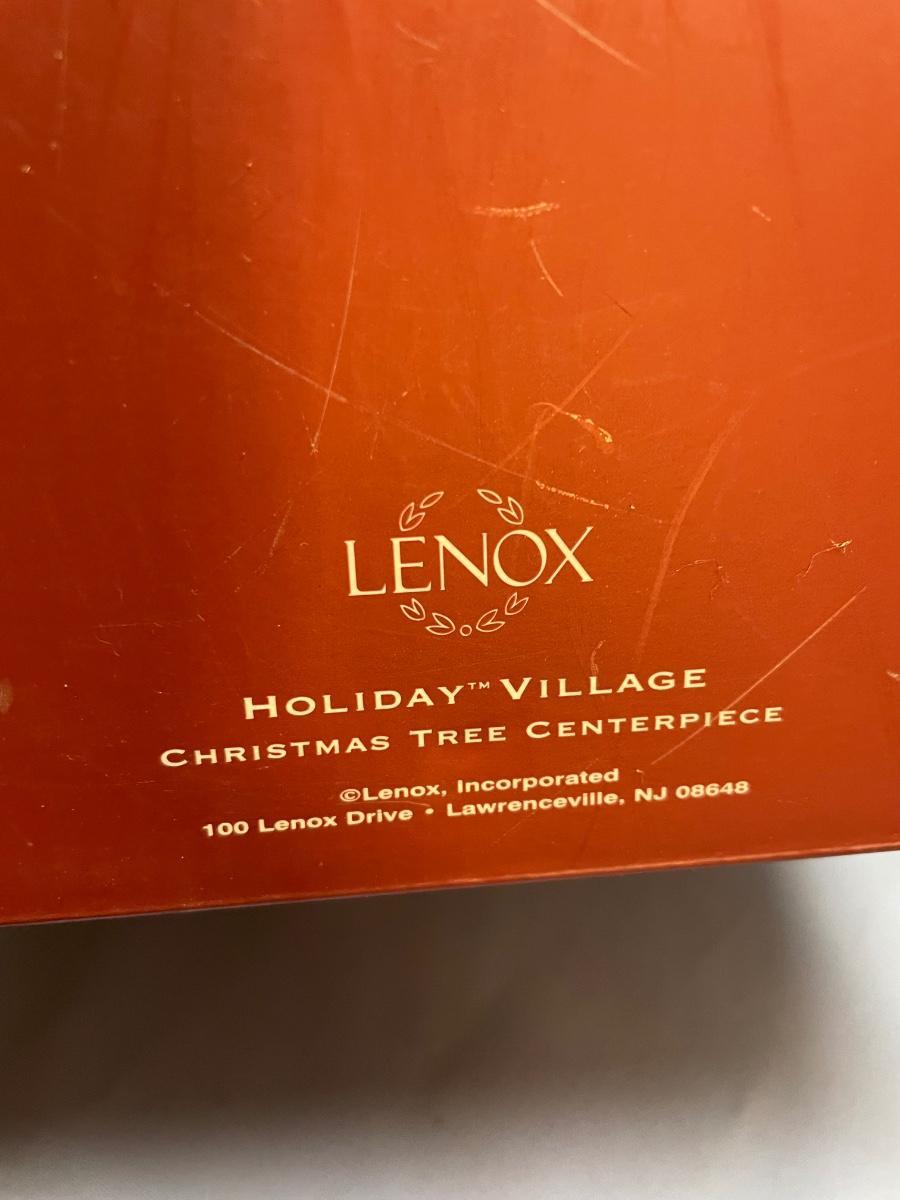 LENOX
HOLIDAY™ VILLAGE
CHRISTMAS TREE CENTERPIECE
©Lenox, Incorporated
100 Lenox Drive • Lawrenceville, NJ 08648